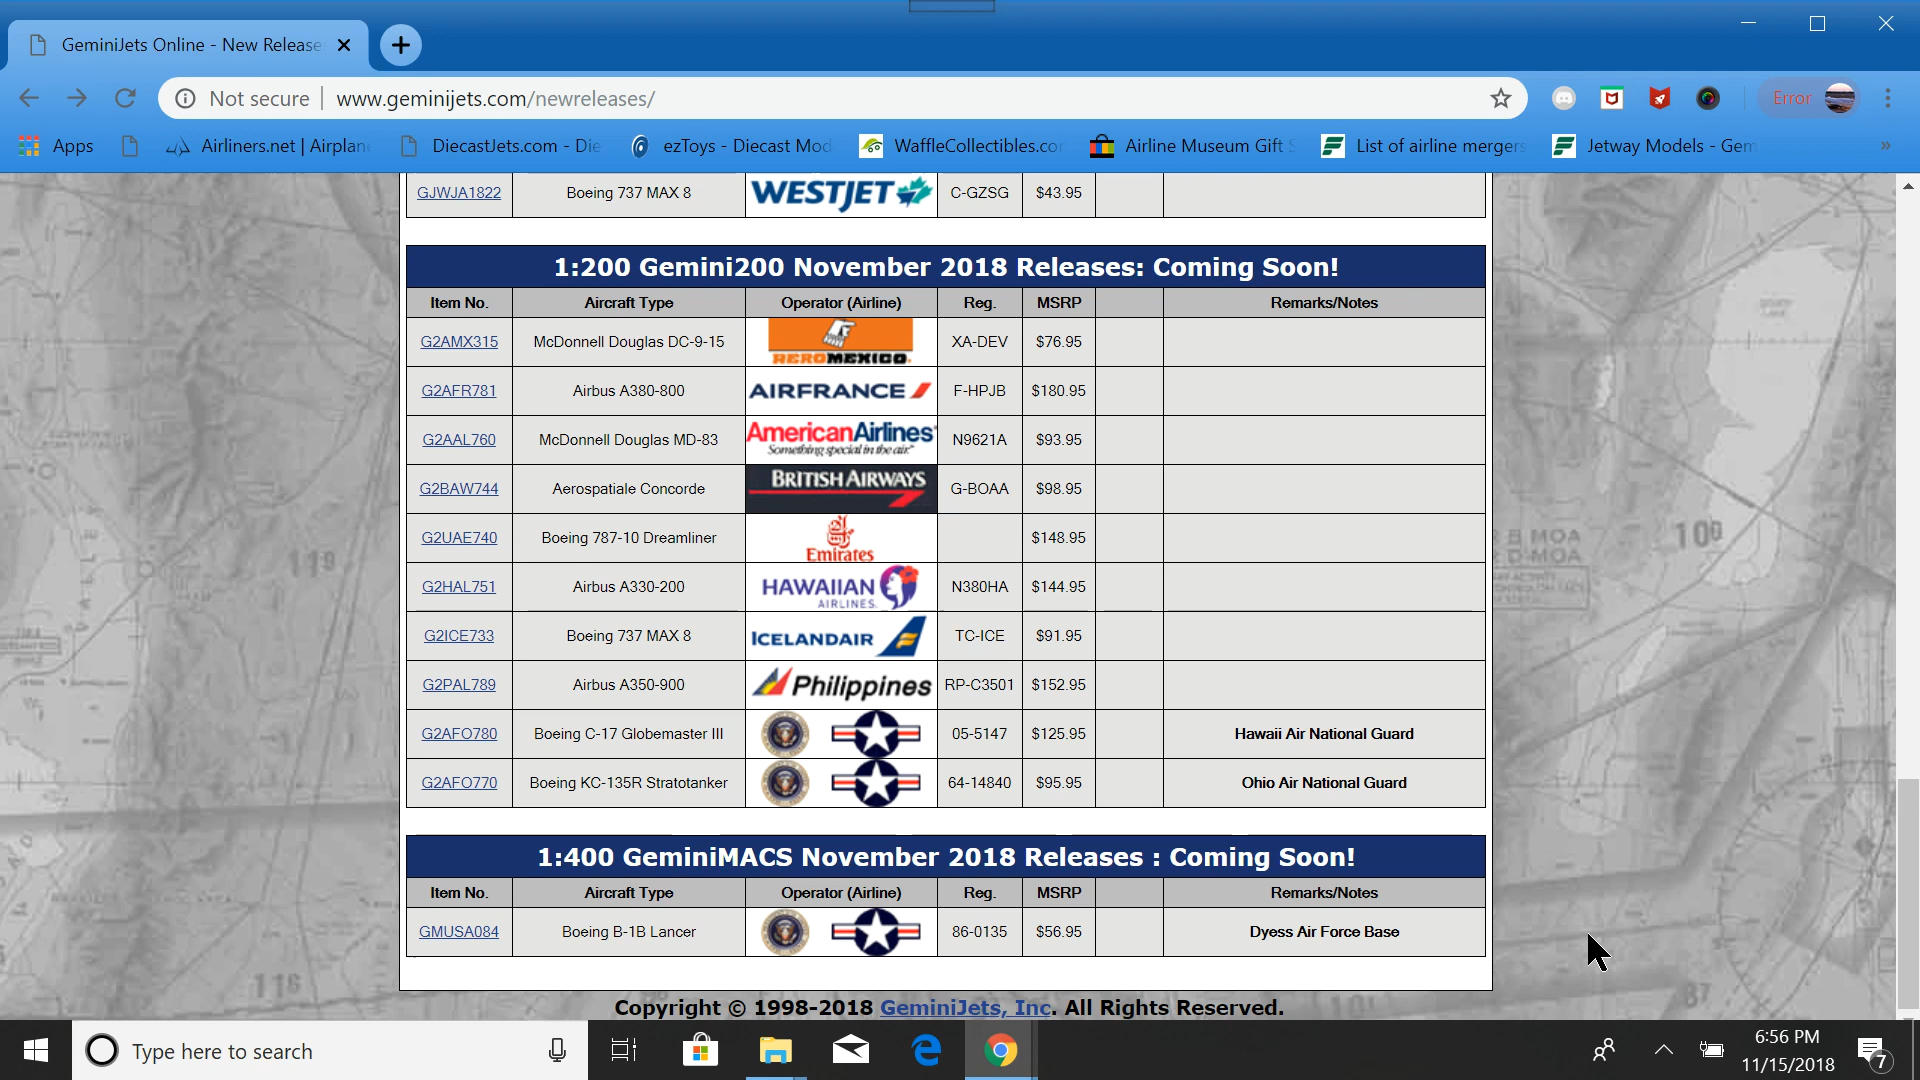 GeminiJets Online - New Release
Not secure | www.geminijets.com/newreleases/
Error
Apps
Airliners.net | Airplan
DiecastJets.com - Die
ezToys - Diecast Mod
WaffleCollectibles.co
Airline Museum Gift S
List of airline mergers
Jetway Models - Gem
»
GJWJA1822 Boeing 737 MAX 8 WESTJET C-GZSG $43.95
1:200 Gemini200 November 2018 Releases: Coming Soon!
Item No. Aircraft Type Operator (Airline) Reg. MSRP Remarks/Notes
G2AMX315 McDonnell Douglas DC-9-15 AEROMEXICO. XA-DEV $76.95
G2AFR781 Airbus A380-800 AIRFRANCE F-HPJB $180.95
G2AAL760 McDonnell Douglas MD-83 AmericanAirlines Something special in the air. N9621A $93.95
G2BAW744 Aerospatiale Concorde BRITISH AIRWAYS G-BOAA $98.95
G2UAE740 Boeing 787-10 Dreamliner Emirates $148.95
G2HAL751 Airbus A330-200 HAWAIIAN AIRLINES. N380HA $144.95
G2ICE733 Boeing 737 MAX 8 ICELANDAIR TC-ICE $91.95
G2PAL789 Airbus A350-900 Philippines RP-C3501 $152.95
G2AFO780 Boeing C-17 Globemaster III 05-5147 $125.95 Hawaii Air National Guard
G2AFO770 Boeing KC-135R Stratotanker 64-14840 $95.95 Ohio Air National Guard
1:400 GeminiMACS November 2018 Releases : Coming Soon!
Item No. Aircraft Type Operator (Airline) Reg. MSRP Remarks/Notes
GMUSA084 Boeing B-1B Lancer 86-0135 $56.95 Dyess Air Force Base
Copyright © 1998-2018 GeminiJets, Inc. All Rights Reserved.
Type here to search
6:56 PM
11/15/2018
7